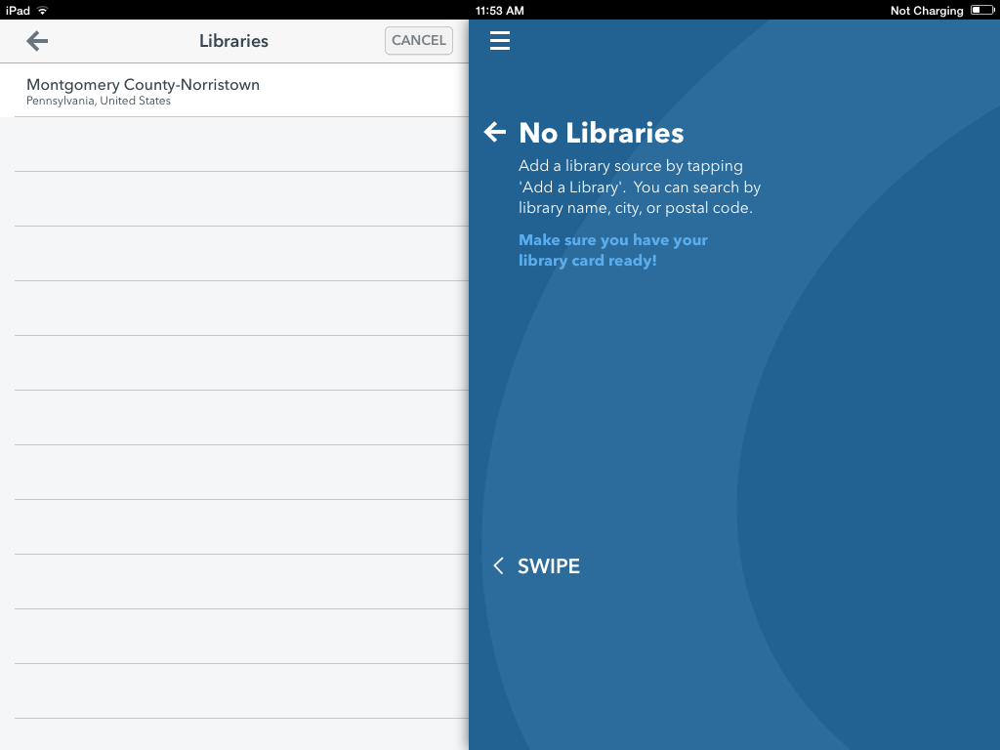 iPad 11:53 AM Not Charging
Libraries CANCEL
Montgomery County-Norristown
Pennsylvania, United States
No Libraries
Add a library source by tapping
'Add a Library'.  You can search by
library name, city, or postal code.
Make sure you have your
library card ready!
SWIPE